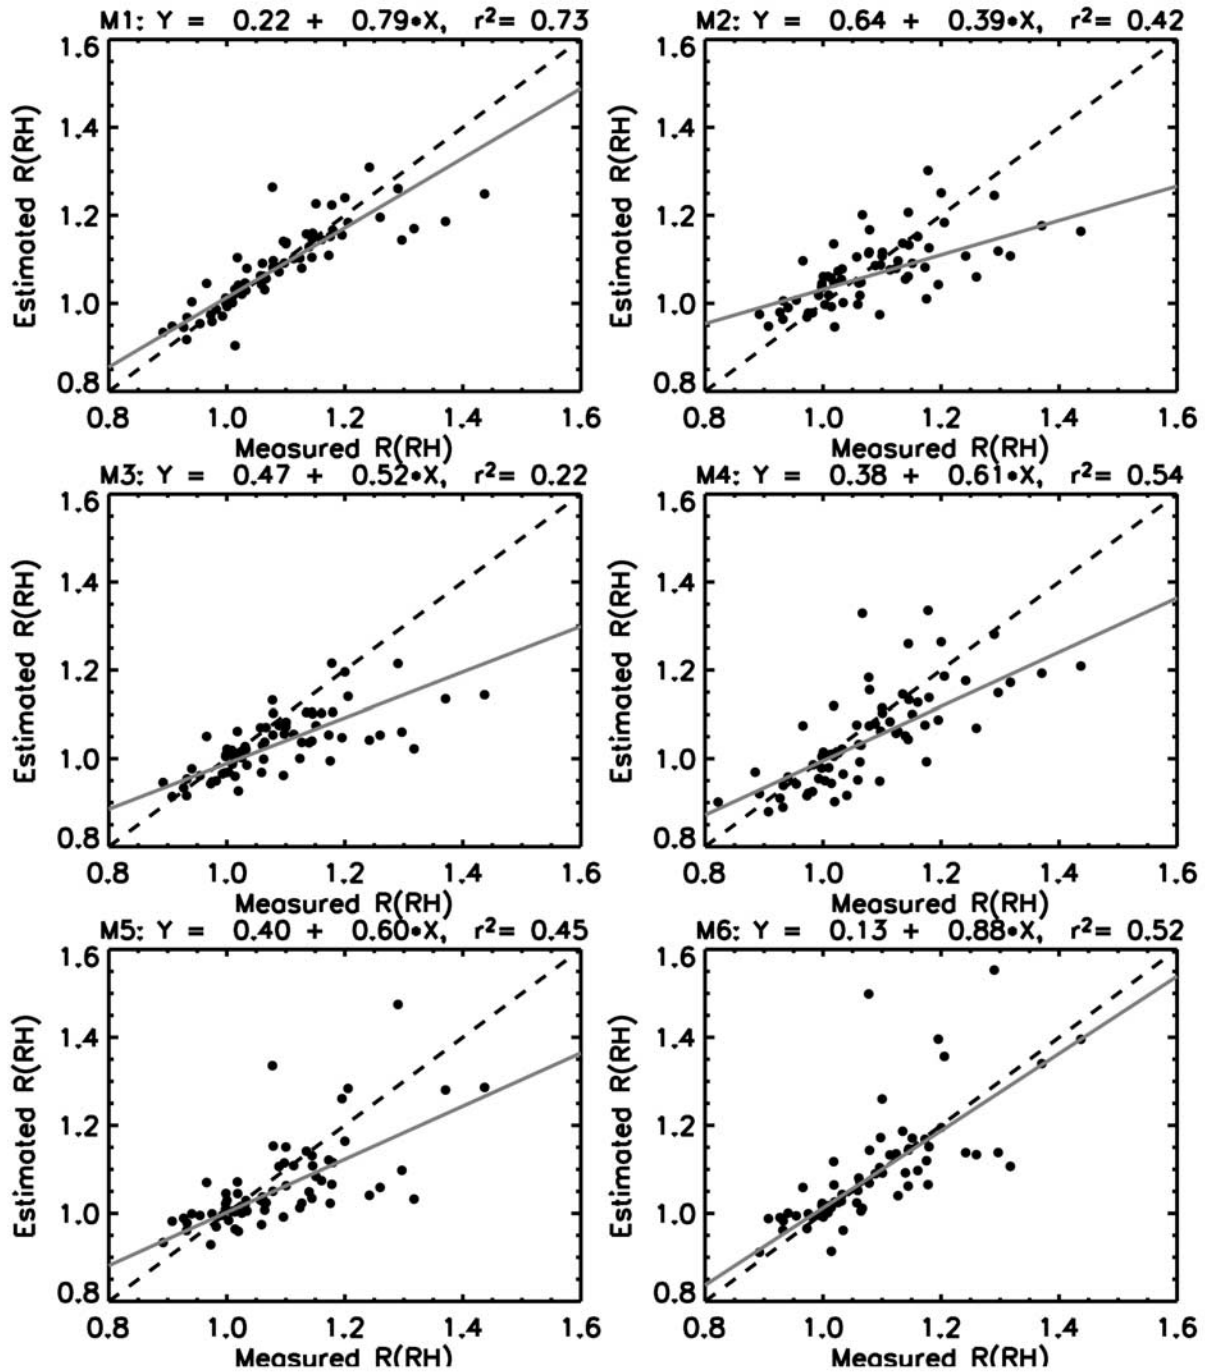 M1: Y = 0.22 + 0.79*X, r²= 0.73
1.6
1.4
1.2
1.0
0.8
Estimated R(RH)
0.8 1.0 1.2 1.4 1.6
Measured R(RH)
M2: Y = 0.64 + 0.39*X, r²= 0.42
1.6
1.4
1.2
1.0
0.8
Estimated R(RH)
0.8 1.0 1.2 1.4 1.6
Measured R(RH)
M3: Y = 0.47 + 0.52*X, r²= 0.22
1.6
1.4
1.2
1.0
0.8
Estimated R(RH)
0.8 1.0 1.2 1.4 1.6
Measured R(RH)
M4: Y = 0.38 + 0.61*X, r²= 0.54
1.6
1.4
1.2
1.0
0.8
Estimated R(RH)
0.8 1.0 1.2 1.4 1.6
Measured R(RH)
M5: Y = 0.40 + 0.60*X, r²= 0.45
1.6
1.4
1.2
1.0
0.8
Estimated R(RH)
0.8 1.0 1.2 1.4 1.6
Measured R(RH)
M6: Y = 0.13 + 0.88*X, r²= 0.52
1.6
1.4
1.2
1.0
0.8
Estimated R(RH)
0.8 1.0 1.2 1.4 1.6
Measured R(RH)